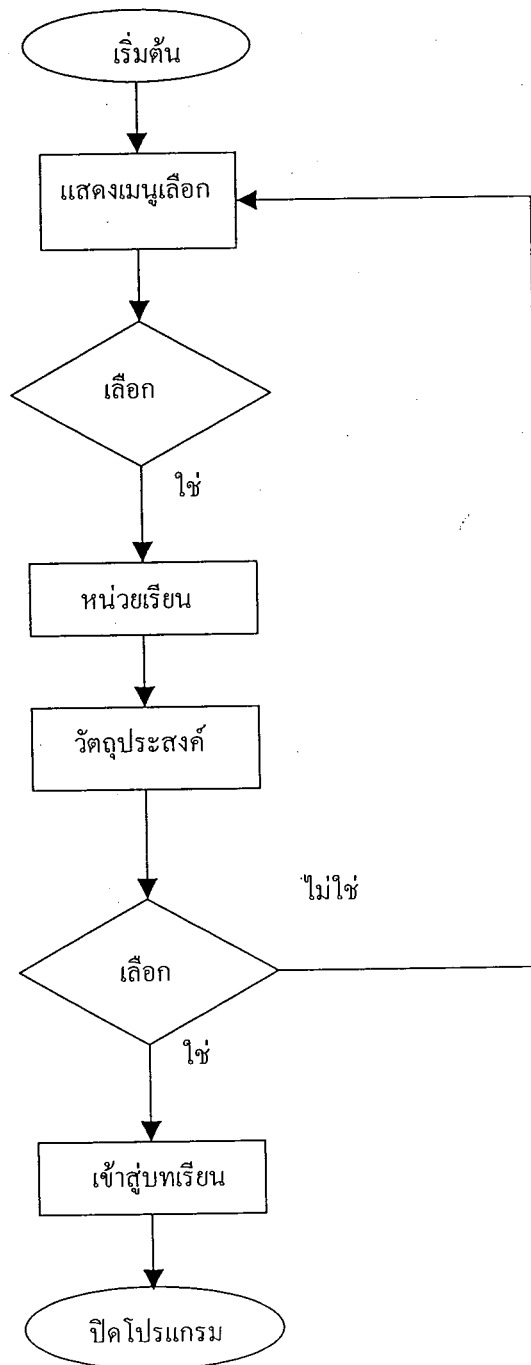 เริ่มต้น
แสดงเมนูเลือก
เลือก
ใช่
หน่วยเรียน
วัตถุประสงค์
ไม่ใช่
เลือก
ใช่
เข้าสู่บทเรียน
ปิดโปรแกรม